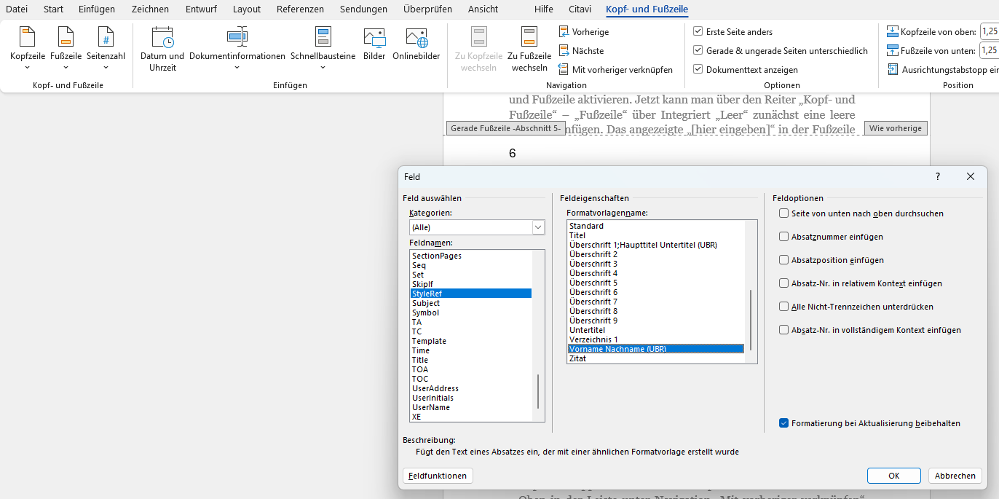 Datei Start Einfügen Zeichnen Entwurf Layout Referenzen Sendungen Überprüfen Ansicht Hilfe Citavi Kopf- und Fußzeile
Kopfzeile Fußzeile Seitenzahl
#
Kopf- und Fußzeile
Datum und Uhrzeit
Dokumentinformationen
Schnellbausteine
Bilder
Onlinebilder
Einfügen
Zu Kopfzeile wechseln
Zu Fußzeile wechseln
Vorherige
Nächste
Mit vorheriger verknüpfen
Navigation
Erste Seite anders
Gerade & ungerade Seiten unterschiedlich
Dokumenttext anzeigen
Optionen
Kopfzeile von oben: 1,25
Fußzeile von unten: 1,25
Ausrichtungstabstopp ein
Position
und Fußzeile aktivieren. Jetzt kann man über den Reiter „Kopf- und
Fußzeile“ – „Fußzeile“ über Integriert „Leer“ zunächst eine leere
Gerade Fußzeile -Abschnitt 5- nfügen. Das angezeigte „[hier eingeben]“ in der Fußzeile Wie vorherige
6
Feld
?
Feld auswählen
Kategorien:
(Alle)
Feldnamen:
SectionPages
Seq
Set
SkipIf
StyleRef
Subject
Symbol
TA
TC
Template
Time
Title
TOA
TOC
UserAddress
UserInitials
UserName
XE
Feldeigenschaften
Formatvorlagenname:
Standard
Titel
Überschrift 1;Haupttitel Untertitel (UBR)
Überschrift 2
Überschrift 3
Überschrift 4
Überschrift 5
Überschrift 6
Überschrift 7
Überschrift 8
Überschrift 9
Untertitel
Verzeichnis 1
Vorname Nachname (UBR)
Zitat
Feldoptionen
Seite von unten nach oben durchsuchen
Absatznummer einfügen
Absatzposition einfügen
Absatz-Nr. in relativem Kontext einfügen
Alle Nicht-Trennzeichen unterdrücken
Absatz-Nr. in vollständigem Kontext einfügen
Formatierung bei Aktualisierung beibehalten
Beschreibung:
Fügt den Text eines Absatzes ein, der mit einer ähnlichen Formatvorlage erstellt wurde
Feldfunktionen
OK
Abbrechen
Oben in der Leiste unter Navigation „Mit vorheriger verknüpfen“